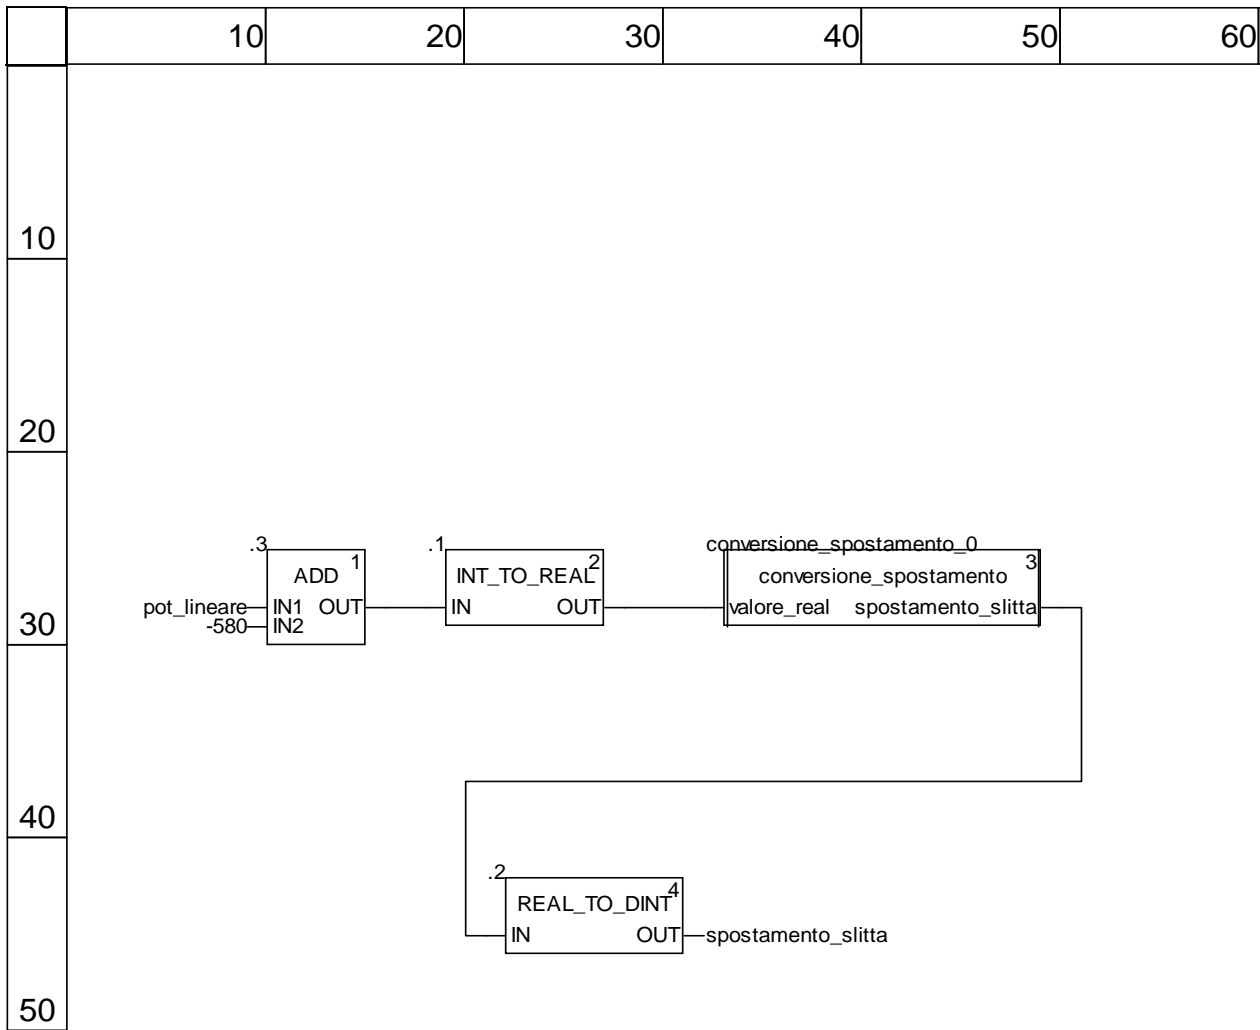 10 20 30 40 50 60
10
20
.3 .1 conversione_spostamento_0
1 2 3
ADD INT_TO_REAL conversione_spostamento
pot_lineare IN1 OUT IN OUT valore_real spostamento_slitta
-580 IN2
30
40
.2
4
REAL_TO_DINT
IN OUT spostamento_slitta
50